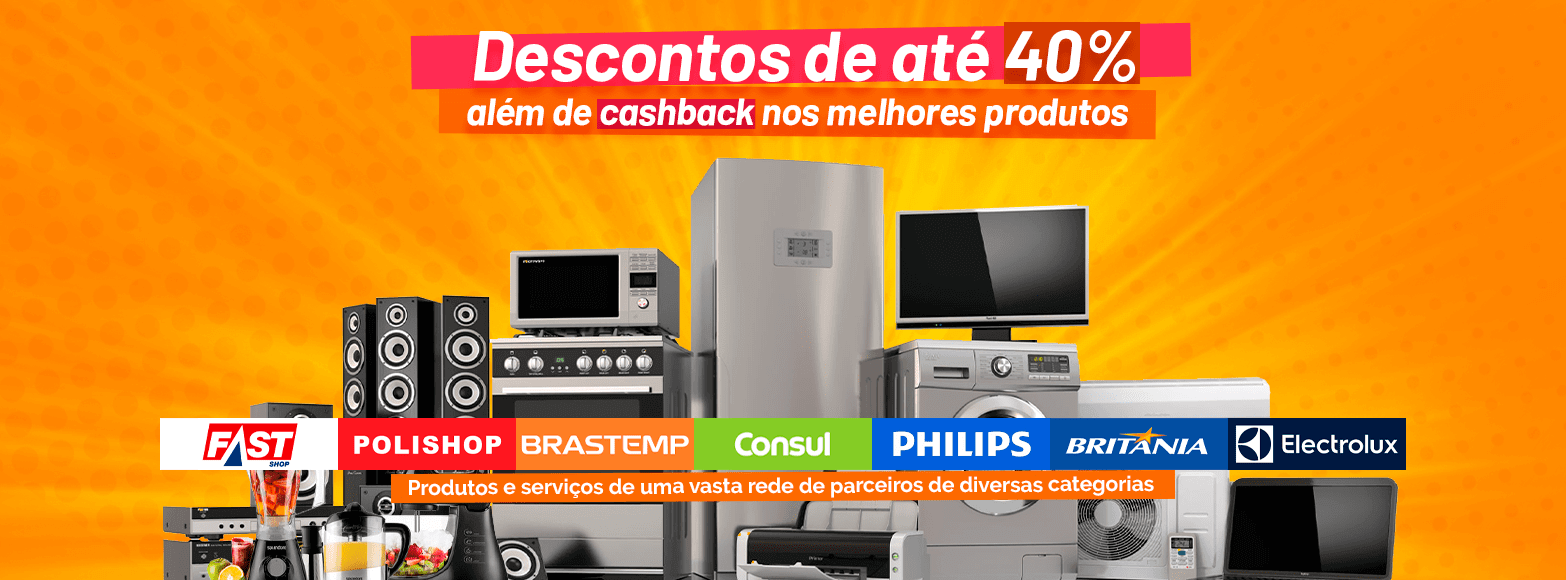 Descontos de até 40%
além de cashback nos melhores produtos
FAST SHOP
POLISHOP
BRASTEMP
Consul
PHILIPS
BRITÂNIA
Electrolux
Produtos e serviços de uma vasta rede de parceiros de diversas categorias